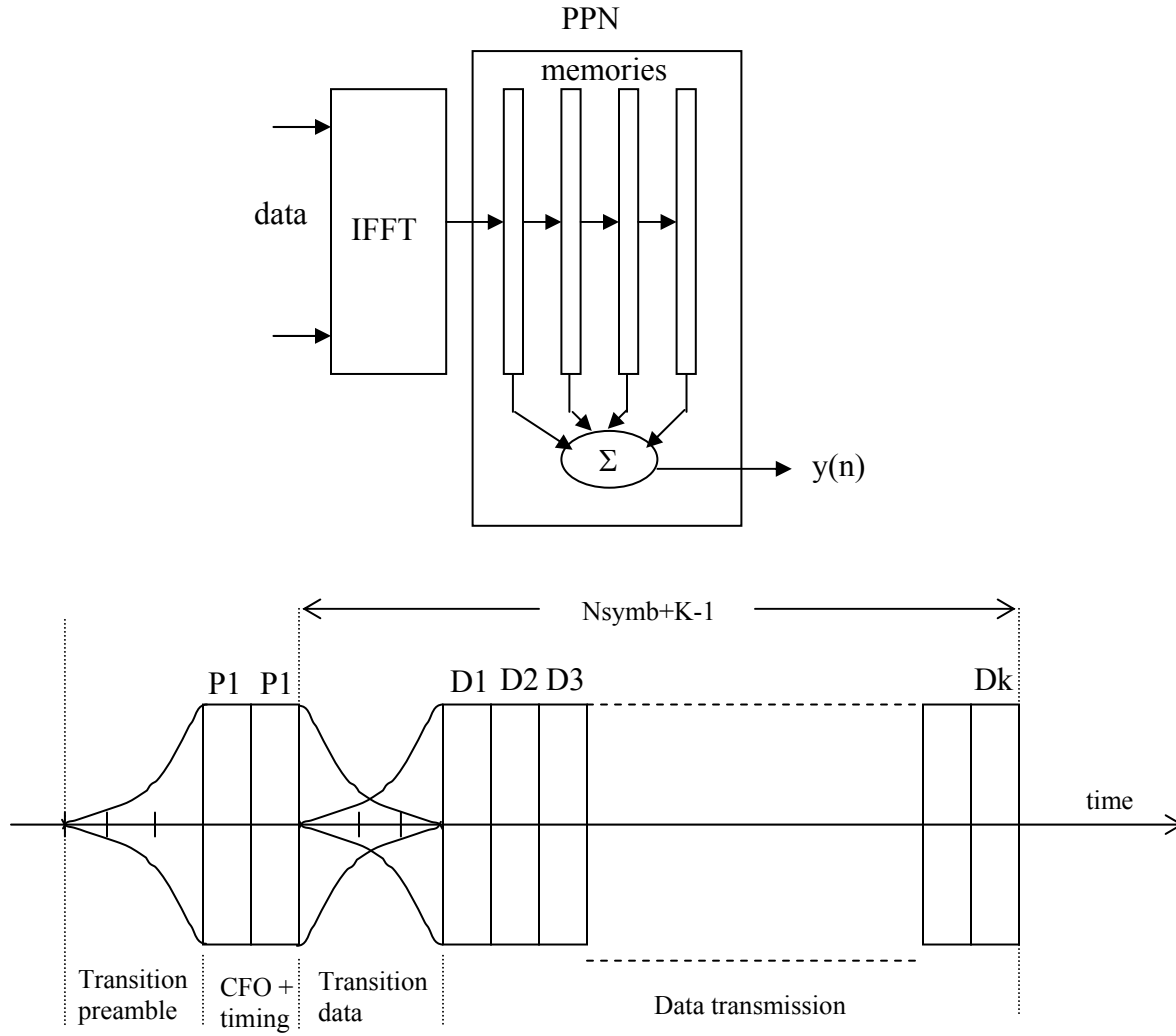 PPN
memories
data
IFFT
Σ
y(n)
Nsymb+K-1
P1 P1 D1 D2 D3 Dk
time
Transition
preamble
CFO +
timing
Transition
data
Data transmission